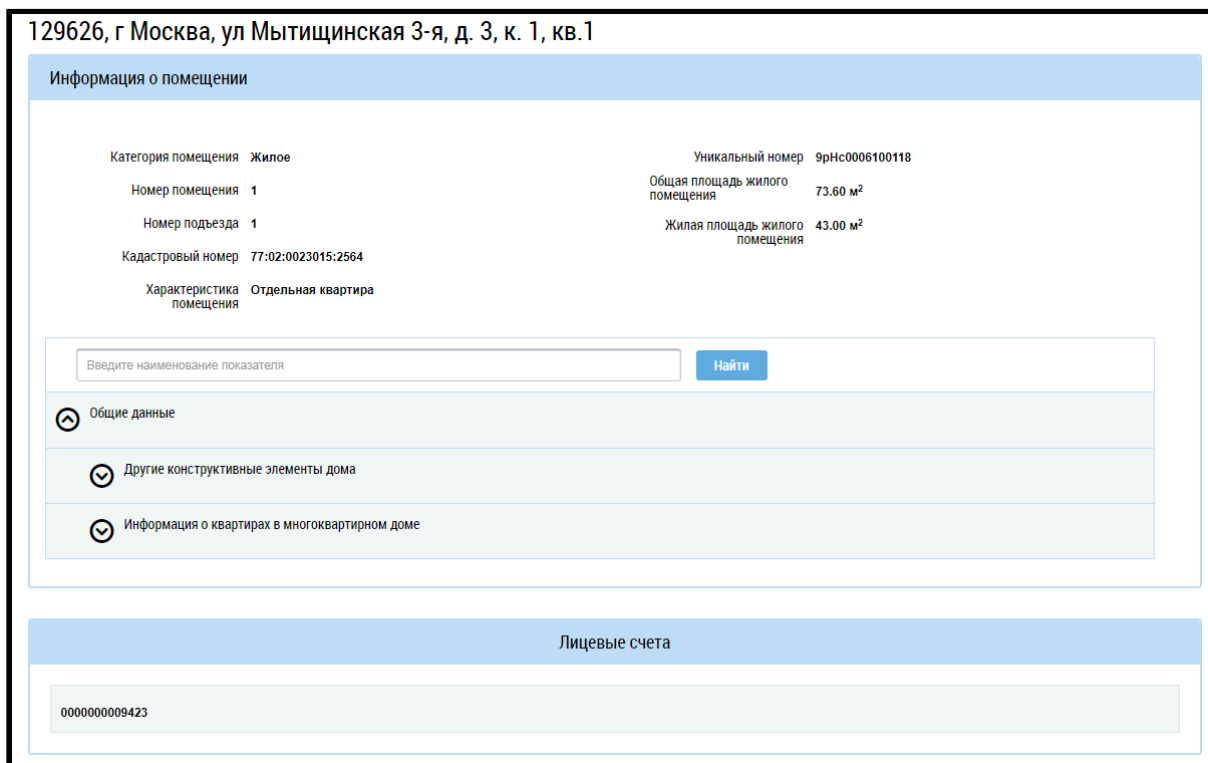 129626, г Москва, ул Мытищинская 3-я, д. 3, к. 1, кв.1
Информация о помещении
Категория помещения Жилое
Номер помещения 1
Номер подъезда 1
Кадастровый номер 77:02:0023015:2564
Характеристика помещения Отдельная квартира
Уникальный номер 9рНс0006100118
Общая площадь жилого помещения 73.60 м²
Жилая площадь жилого помещения 43.00 м²
Введите наименование показателя
Найти
Общие данные
Другие конструктивные элементы дома
Информация о квартирах в многоквартирном доме
Лицевые счета
0000000009423